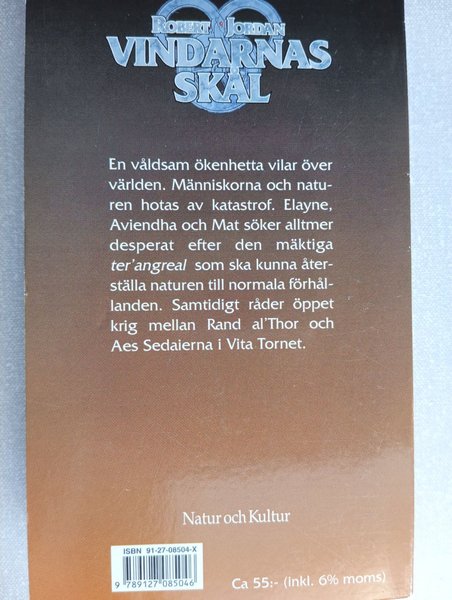 ROBERT JORDAN
VINDARNAS
SKÅL
En våldsam ökenhetta vilar över
världen. Människorna och natu-
ren hotas av katastrof. Elayne,
Aviendha och Mat söker alltmer
desperat efter den mäktiga
ter'angreal som ska kunna åter-
ställa naturen till normala förhål-
landen. Samtidigt råder öppet
krig mellan Rand al'Thor och
Aes Sedaierna i Vita Tornet.
Natur och Kultur
ISBN 91-27-08504-X
9 789127 085046
Ca 55:- (Inkl. 6% moms)